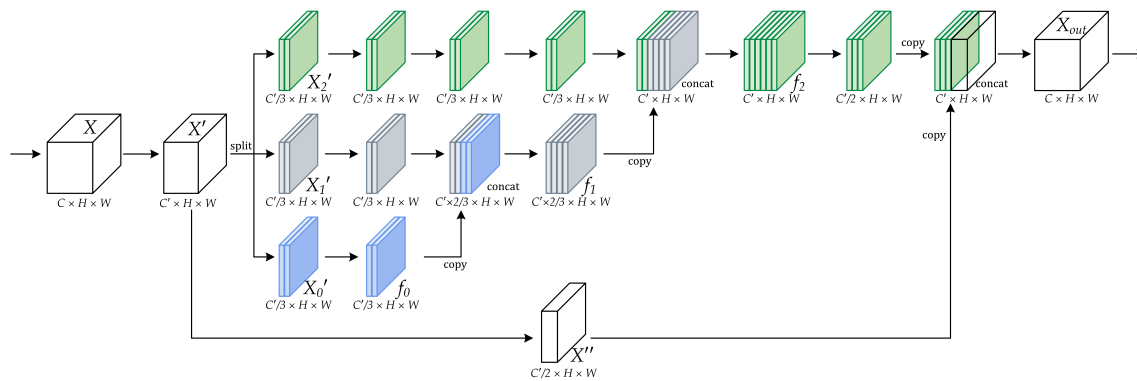 X₂′
C′/3 × H × W
C′/3 × H × W
C′/3 × H × W
C′/3 × H × W
concat
C′ × H × W
f₂
C′ × H × W
C′/2 × H × W
copy
concat
C′ × H × W
X_out
C × H × W
X
C × H × W
X′
C′ × H × W
split
X₁′
C′/3 × H × W
C′/3 × H × W
concat
C′×2/3 × H × W
f₁
C′×2/3 × H × W
copy
copy
X₀′
C′/3 × H × W
f₀
C′/3 × H × W
copy
X′′
C′/2 × H × W